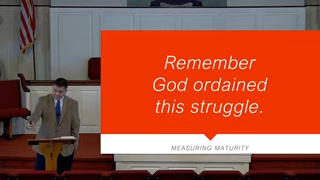 Remember
God ordained
this struggle.
MEASURING MATURITY